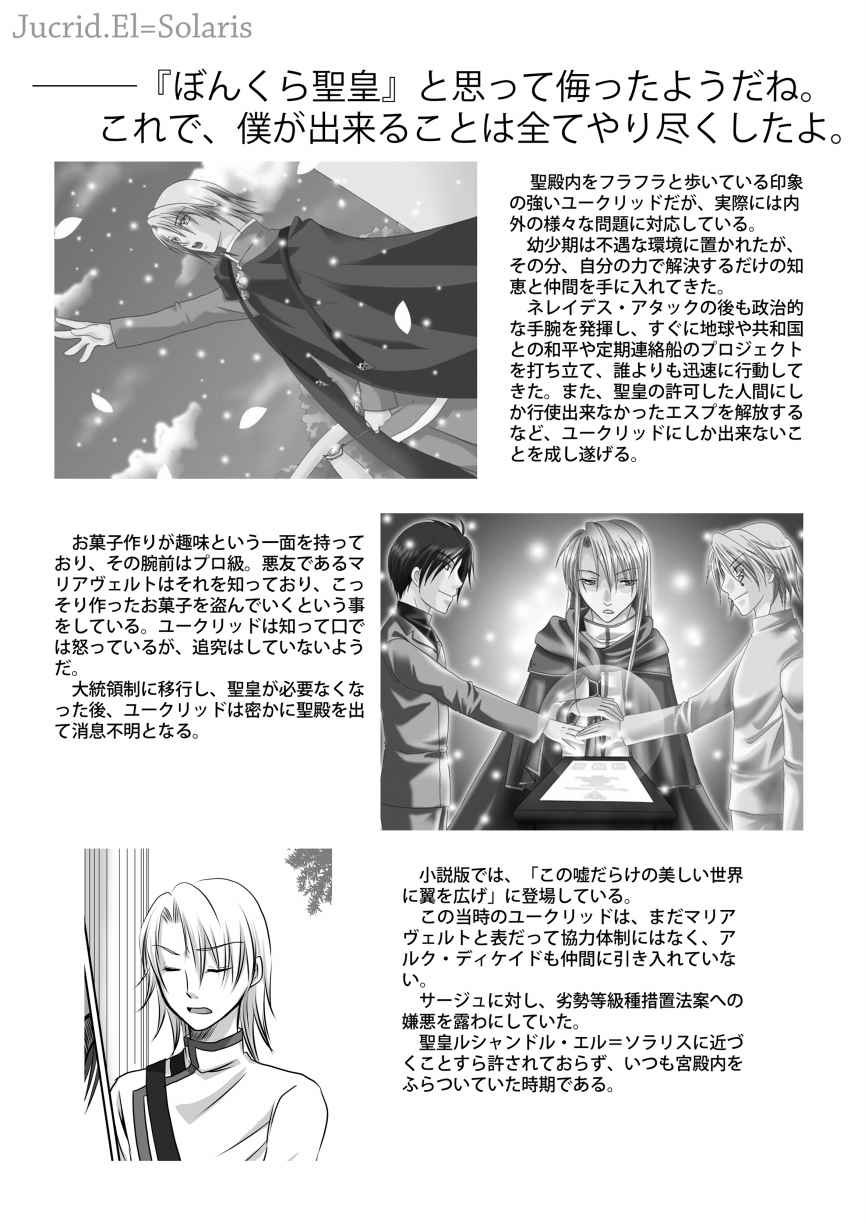 Jucrid.El=Solaris
―――『ぼんくら聖皇』と思って侮ったようだね。
これで、僕が出来ることは全てやり尽くしたよ。
聖殿内をフラフラと歩いている印象
の強いユークリッドだが、実際には内
外の様々な問題に対応している。
幼少期は不遇な環境に置かれたが、
その分、自分の力で解決するだけの知
恵と仲間を手に入れてきた。
ネレイデス・アタックの後も政治的
な手腕を発揮し、すぐに地球や共和国
との和平や定期連絡船のプロジェクト
を打ち立て、誰よりも迅速に行動して
きた。また、聖皇の許可した人間にし
か行使出来なかったエスプを解放する
など、ユークリッドにしか出来ないこ
とを成し遂げる。
お菓子作りが趣味という一面を持って
おり、その腕前はプロ級。悪友であるマ
リアヴェルトはそれを知っており、こっ
そり作ったお菓子を盗んでいくという事
をしている。ユークリッドは知って口で
は怒っているが、追究はしていないよう
だ。
大統領制に移行し、聖皇が必要なくな
った後、ユークリッドは密かに聖殿を出
て消息不明となる。
小説版では、「この嘘だらけの美しい世界
に翼を広げ」に登場している。
この当時のユークリッドは、まだマリア
ヴェルトと表だって協力体制にはなく、ア
ルク・ディケイドも仲間に引き入れていな
い。
サージュに対し、劣勢等級種措置法案への
嫌悪を露わにしていた。
聖皇ルシャンドル・エル＝ソラリスに近づ
くことすら許されておらず、いつも宮殿内を
ふらついていた時期である。